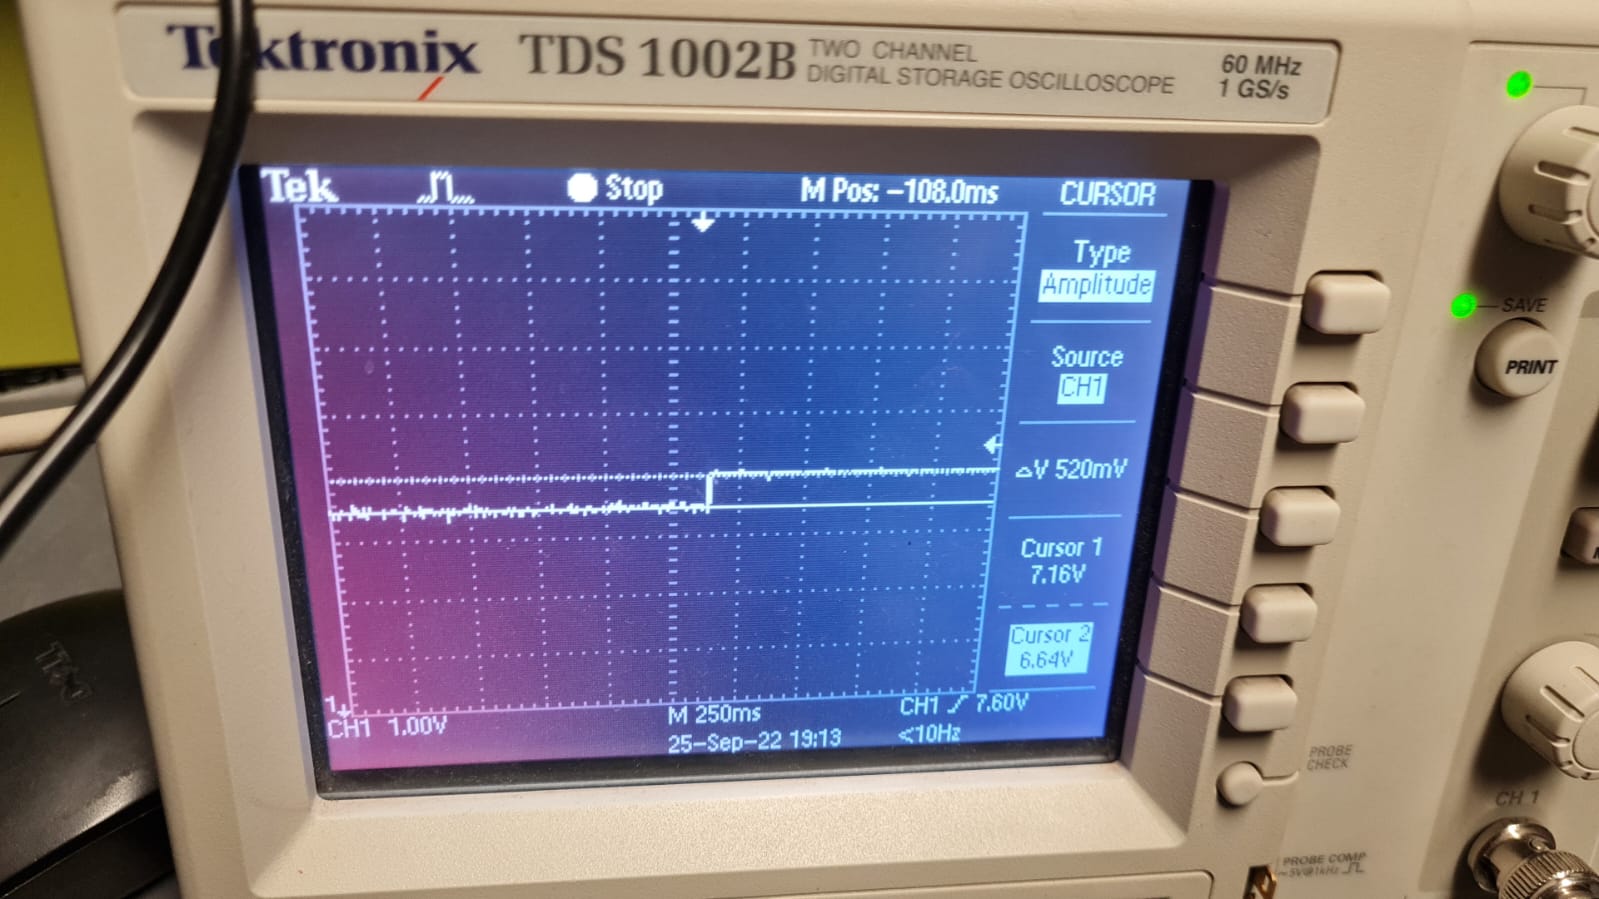 Tektronix TDS 1002B TWO CHANNEL
DIGITAL STORAGE OSCILLOSCOPE
60 MHz
1 GS/s
Tek Stop M Pos: -108.0ms CURSOR
Type
Amplitude
Source
CH1
△V 520mV
Cursor 1
7.16V
Cursor 2
6.64V
1
CH1 1.00V M 250ms CH1 7.60V
25-Sep-22 19:13 <10Hz
SAVE
PRINT
PROBE
CHECK
CH 1
PROBE COMP
~5V@1kHz